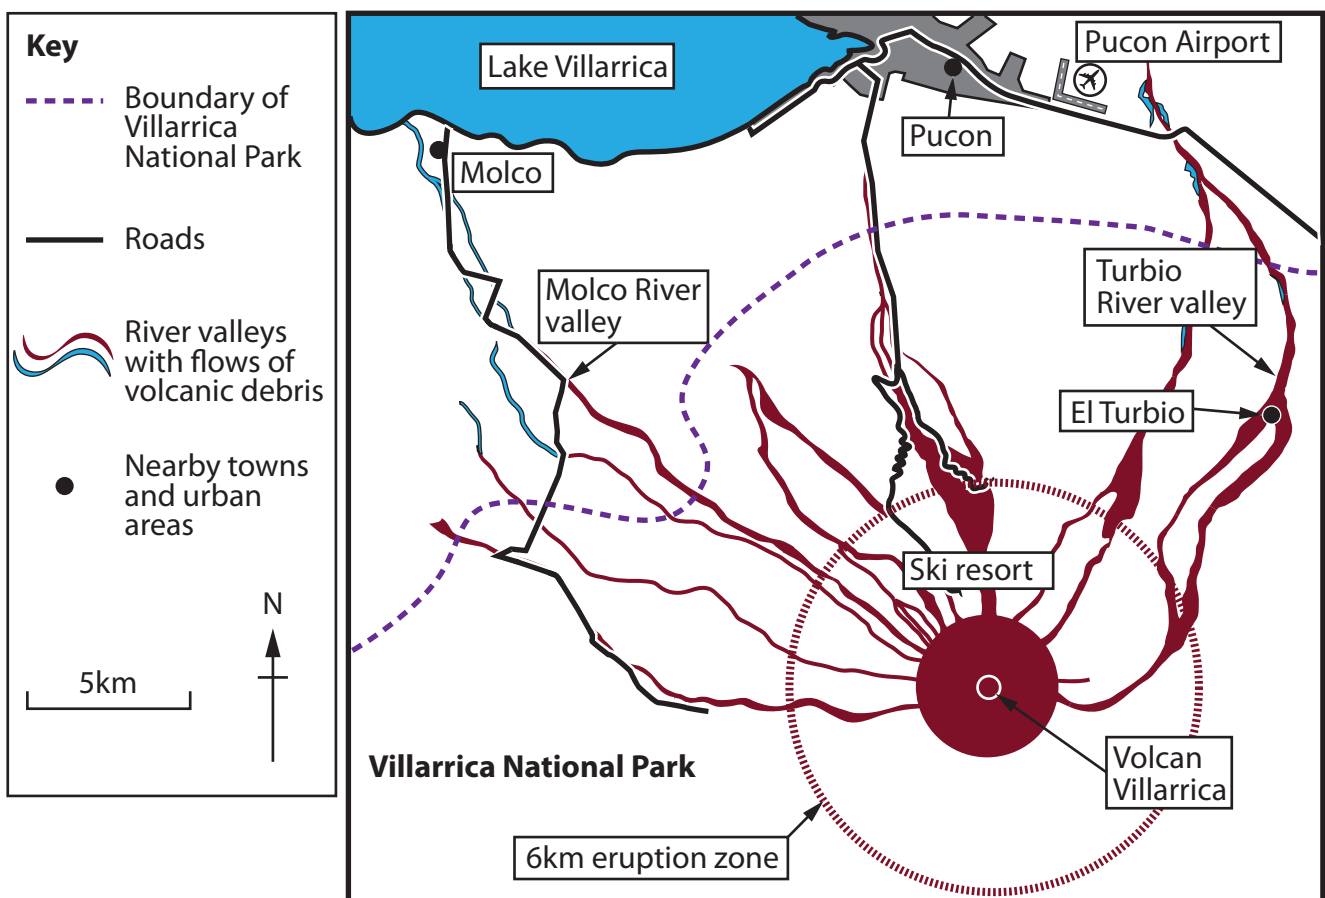 Key
Boundary of
Villarrica
National Park
Roads
River valleys
with flows of
volcanic debris
Nearby towns
and urban
areas
N
5km
Lake Villarrica
Pucon Airport
Pucon
Molco
Molco River
valley
Turbio
River valley
El Turbio
Ski resort
Villarrica National Park
Volcan
Villarrica
6km eruption zone